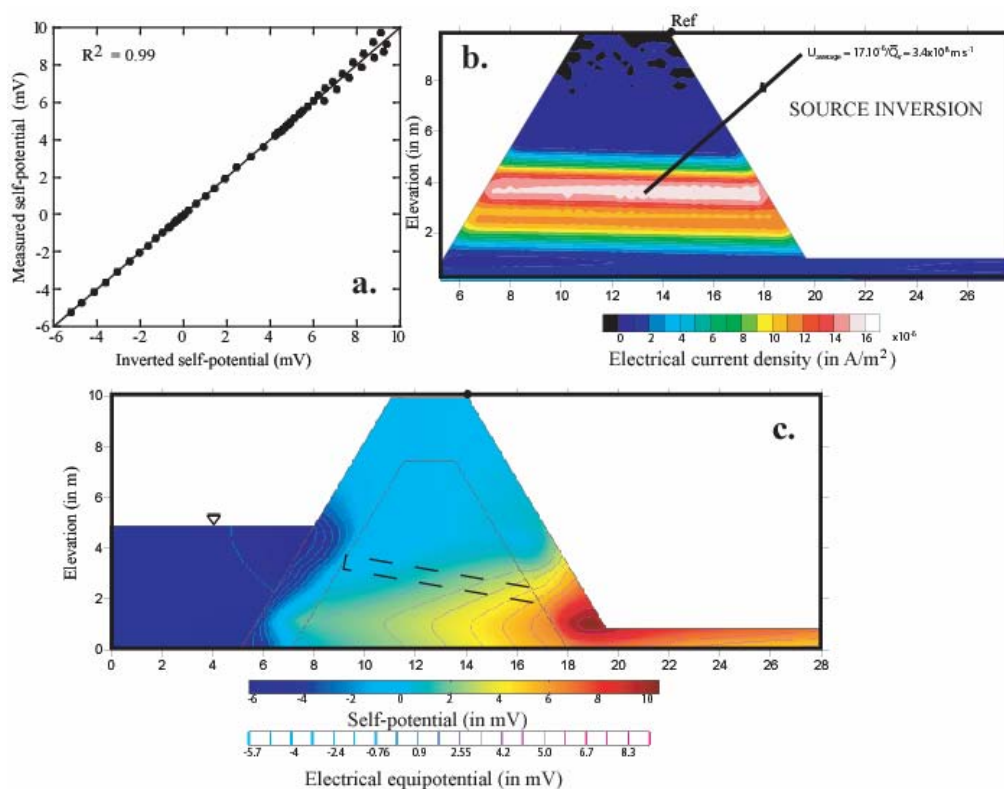 10
8
6
4
2
0
-2
-4
-6
Measured self-potential (mV)
R2 = 0.99
a.
-6 -4 -2 0 2 4 6 8 10
Inverted self-potential (mV)
b.
Ref
SOURCE INVERSION
Elevation (in m)
8
6
4
2
6 8 10 12 14 16 18 20 22 24 26
0 2 4 6 8 10 12 14 16
x10-6
Electrical current density (in A/m2)
c.
Elevation (in m)
10
8
6
4
2
0
0 2 4 6 8 10 12 14 16 18 20 22 24 26 28
-6 -4 -2 0 2 4 6 8 10
Self-potential (in mV)
-5.7 -4 -2.4 -0.76 0.9 2.55 4.2 5.0 6.7 8.3
Electrical equipotential (in mV)